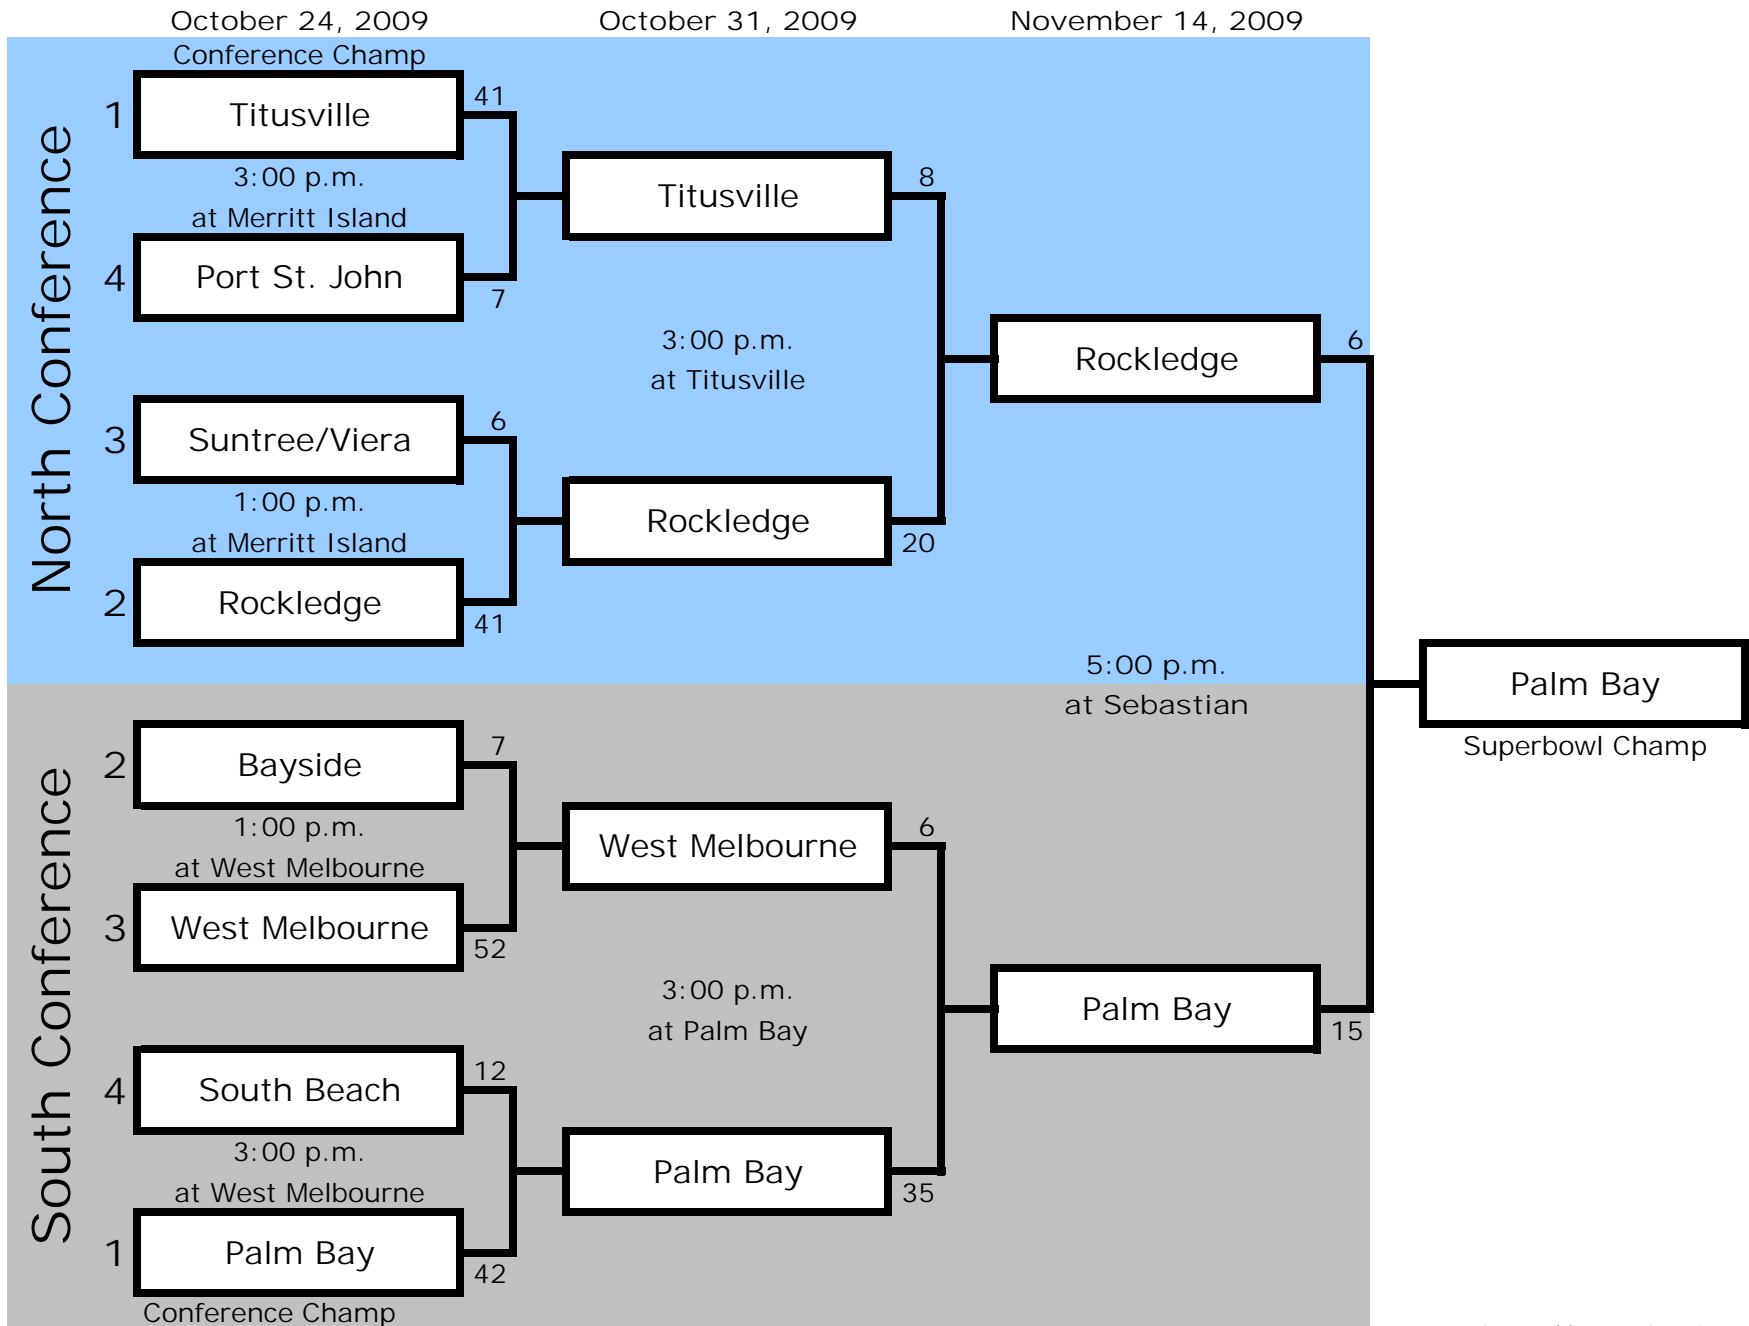 October 24, 2009
October 31, 2009
November 14, 2009
North Conference
Conference Champ
1
Titusville
41
3:00 p.m.
at Merritt Island
4
Port St. John
7
3
Suntree/Viera
6
1:00 p.m.
at Merritt Island
2
Rockledge
41
Titusville
8
3:00 p.m.
at Titusville
Rockledge
20
Rockledge
6
5:00 p.m.
at Sebastian
Palm Bay
Superbowl Champ
South Conference
2
Bayside
7
1:00 p.m.
at West Melbourne
3
West Melbourne
52
4
South Beach
12
3:00 p.m.
at West Melbourne
1
Palm Bay
42
Conference Champ
West Melbourne
6
3:00 p.m.
at Palm Bay
Palm Bay
35
Palm Bay
15